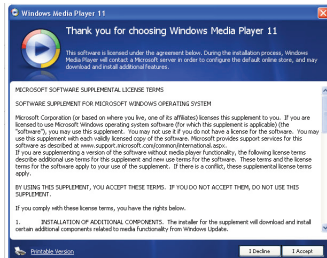 Windows Media Player 11
Thank you for choosing Windows Media Player 11
This software is licensed under the agreement below. During the installation process, Windows
Media Player will contact a Microsoft server in order to configure the default online store, and may
download and install additional features.
MICROSOFT SOFTWARE SUPPLEMENTAL LICENSE TERMS
SOFTWARE SUPPLEMENT FOR MICROSOFT WINDOWS OPERATING SYSTEM
Microsoft Corporation (or based on where you live, one of its affiliates) licenses this supplement to you. If you are
licensed to use Microsoft Windows operating system software (for which this supplement is applicable) (the
"software"), you may use this supplement. You may not use it if you do not have a license for the software. You may
use this supplement with each validly licensed copy of the software. Microsoft provides support services for this
software as described at www.support.microsoft.com/common/international.aspx.
If you are supplementing a version of the software without media player functionality, the following license terms
describe additional use terms for this supplement and new use terms for the software. These terms and the license
terms for the software apply to your use of the supplement. If there is a conflict, these supplemental license terms
apply.
BY USING THIS SUPPLEMENT, YOU ACCEPT THESE TERMS. IF YOU DO NOT ACCEPT THEM, DO NOT USE THIS
SUPPLEMENT.
If you comply with these license terms, you have the rights below.
1. INSTALLATION OF ADDITIONAL COMPONENTS. The installer for the supplement will download and install
certain additional components related to media functionality from Windows Update.
Printable Version
I Decline
I Accept